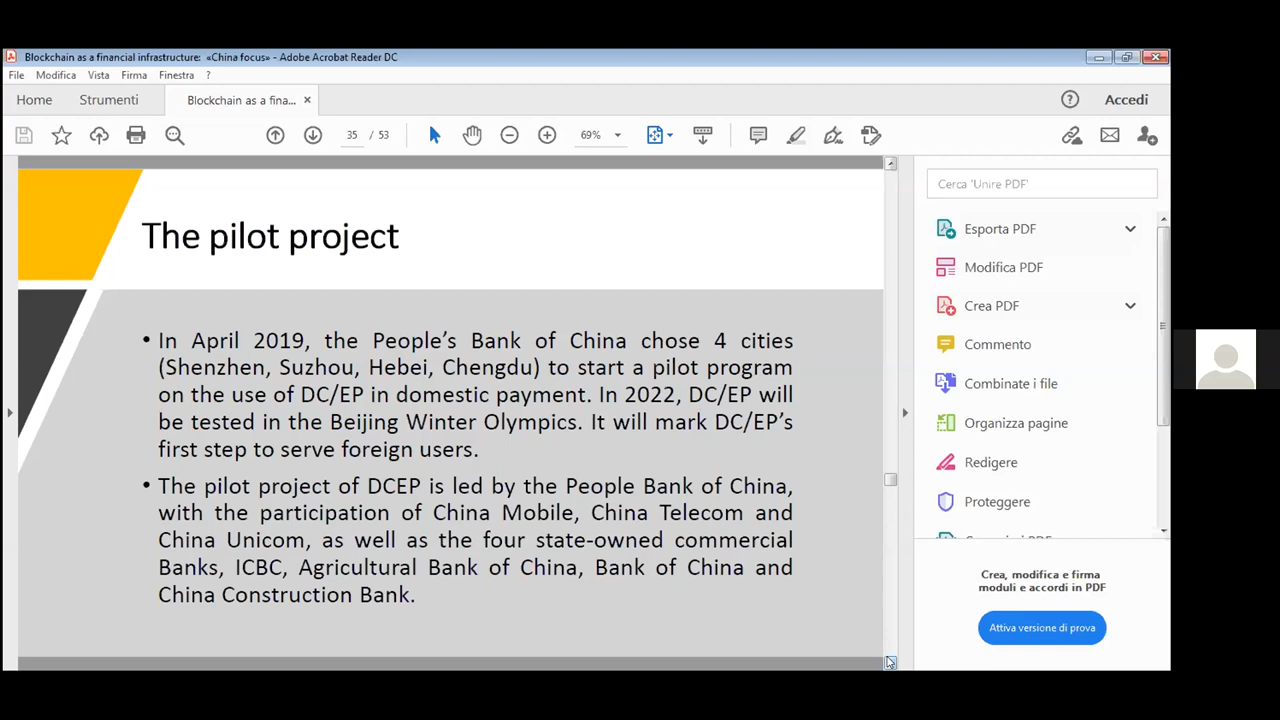 Blockchain as a financial infrastructure: «China focus» - Adobe Acrobat Reader DC
File Modifica Vista Firma Finestra ?
Home Strumenti Blockchain as a fina... × Accedi
35 / 53 69%
Cerca 'Unire PDF'
Esporta PDF
Modifica PDF
Crea PDF
Commento
Combinate i file
Organizza pagine
Redigere
Proteggere
Crea, modifica e firma
moduli e accordi in PDF
Attiva versione di prova
The pilot project
• In April 2019, the People’s Bank of China chose 4 cities
(Shenzhen, Suzhou, Hebei, Chengdu) to start a pilot program
on the use of DC/EP in domestic payment. In 2022, DC/EP will
be tested in the Beijing Winter Olympics. It will mark DC/EP’s
first step to serve foreign users.
• The pilot project of DCEP is led by the People Bank of China,
with the participation of China Mobile, China Telecom and
China Unicom, as well as the four state-owned commercial
Banks, ICBC, Agricultural Bank of China, Bank of China and
China Construction Bank.